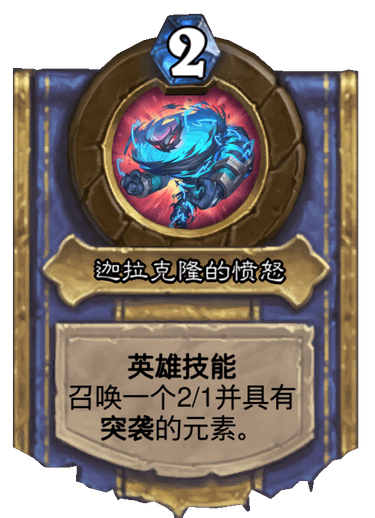 2
迦拉克隆的愤怒
英雄技能
召唤一个2/1并具有
突袭的元素。